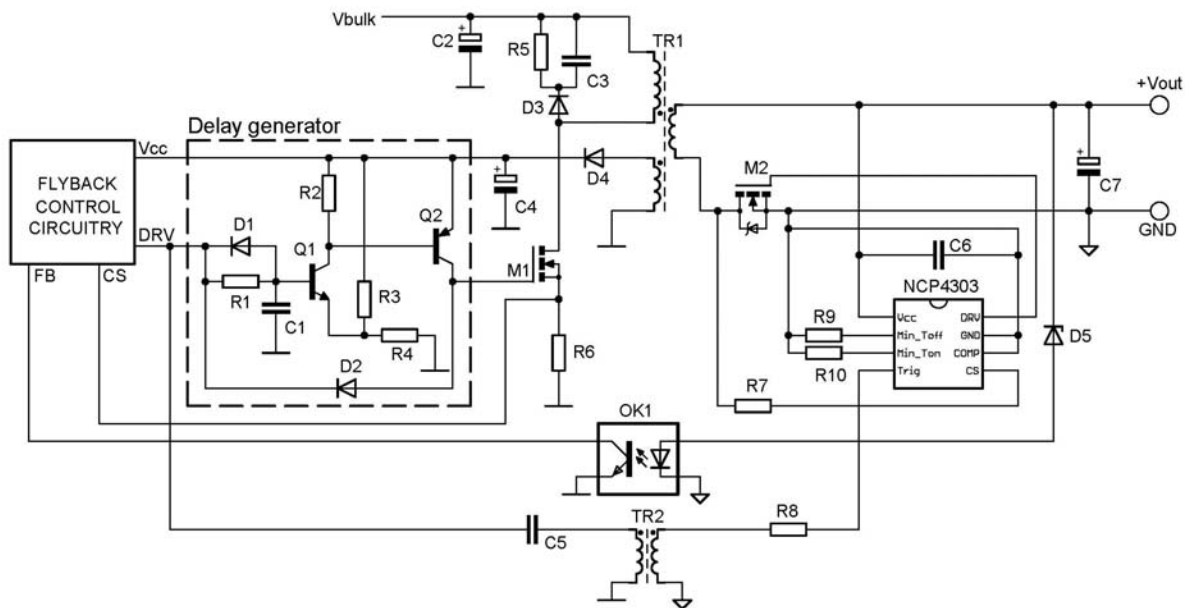 Vbulk
C2
+
R5
C3
TR1
D3
+Vout
Delay generator
Vcc
FLYBACK
CONTROL
CIRCUITRY
DRV
FB
CS
R2
Q2
D1
Q1
R1
C1
R3
R4
D2
+
C4
D4
M1
R6
M2
+
C7
GND
C6
NCP4303
Vcc
DRV
Min_Toff
GND
Min_Ton
COMP
Trig
CS
R9
R10
R7
D5
OK1
TR2
C5
R8